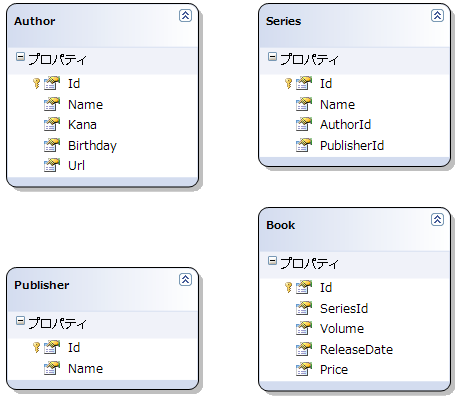 Author
プロパティ
Id
Name
Kana
Birthday
Url
Series
プロパティ
Id
Name
AuthorId
PublisherId
Publisher
プロパティ
Id
Name
Book
プロパティ
Id
SeriesId
Volume
ReleaseDate
Price